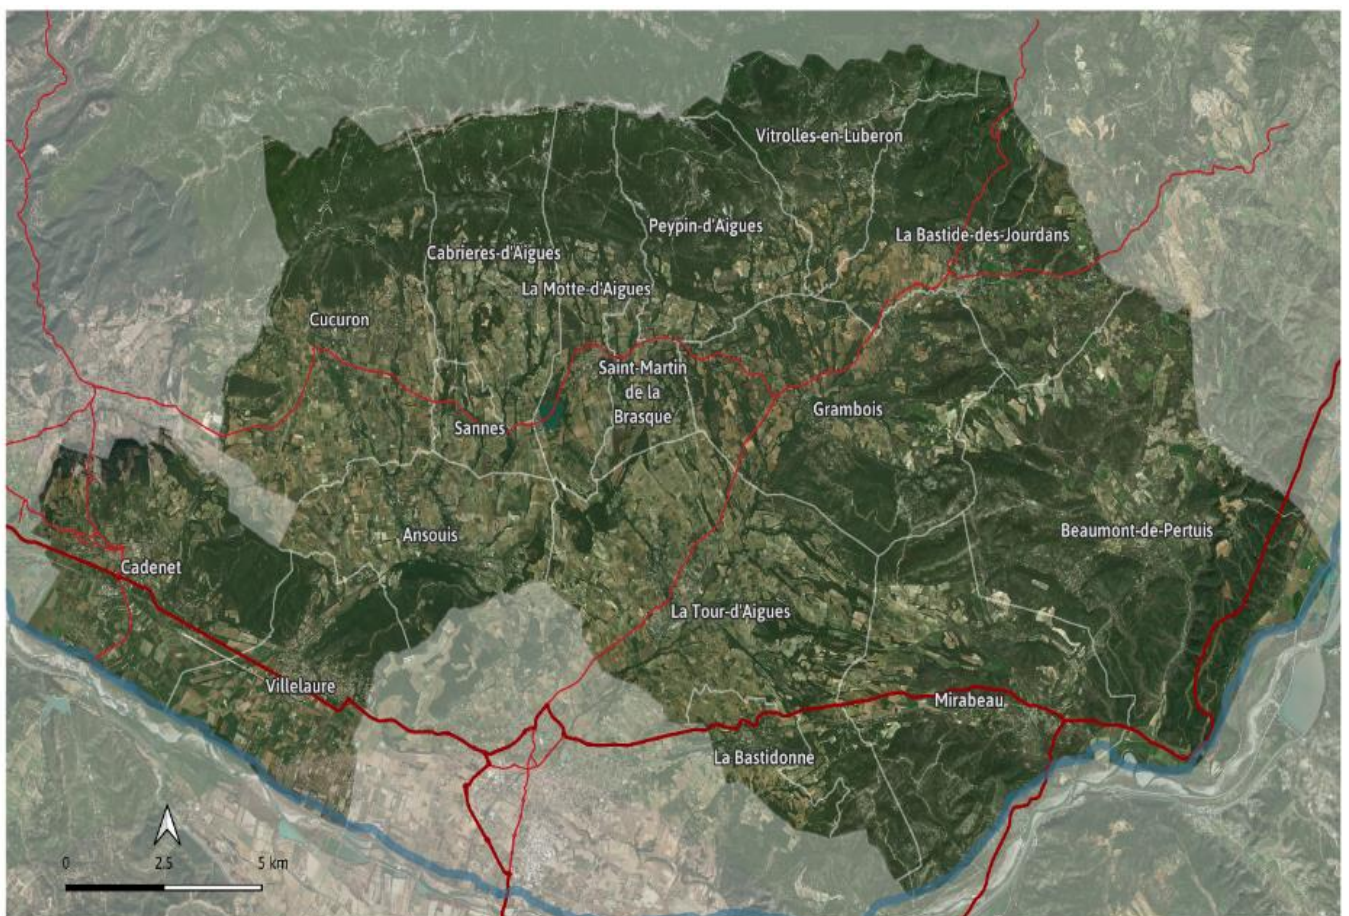 Vitrolles-en-Luberon
Peypin-d'Aigues
La Bastide-des-Jourdans
Cabrieres-d'Aigues
La Motte-d'Aigues
Cucuron
Saint-Martin
de la
Brasque
Grambois
Sannes
Ansouis
Beaumont-de-Pertuis
Cadenet
La Tour-d'Aigues
Villelaure
Mirabeau
La Bastidonne
0 2.5 5 km